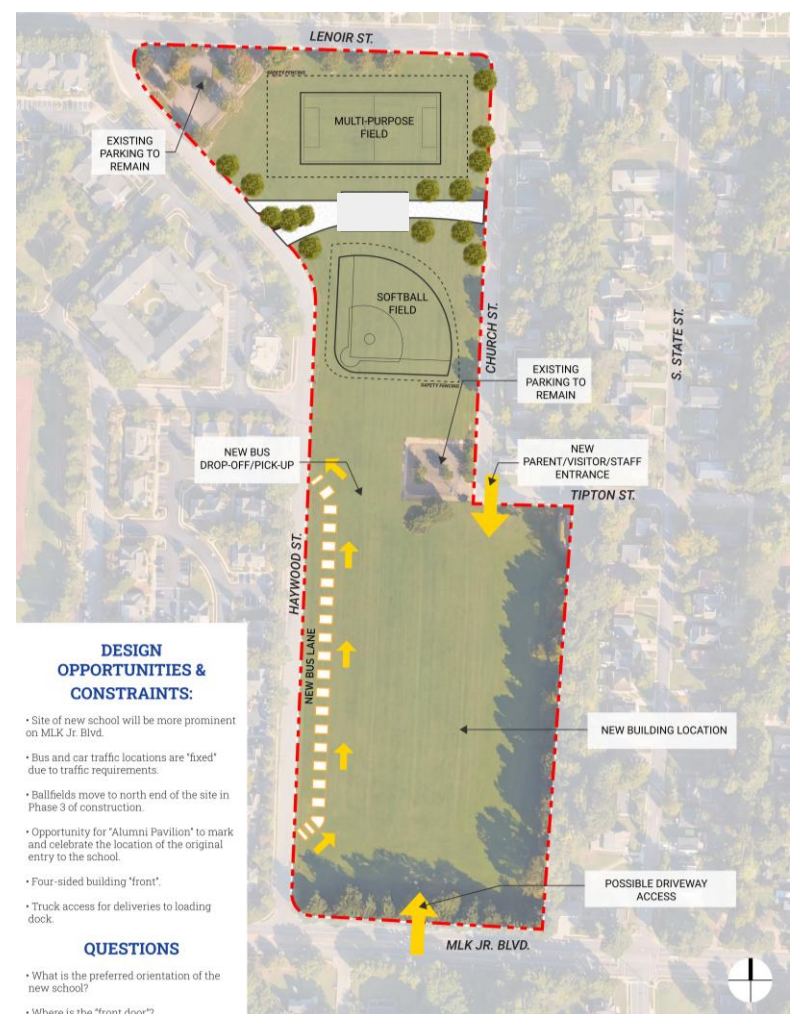 LENOIR ST.
SAFETY FENCING
MULTI-PURPOSE
FIELD
EXISTING
PARKING TO
REMAIN
SOFTBALL
FIELD
CHURCH ST.
S. STATE ST.
SAFETY FENCING
EXISTING
PARKING TO
REMAIN
NEW BUS
DROP-OFF/PICK-UP
NEW
PARENT/VISITOR/STAFF
ENTRANCE
TIPTON ST.
HAYWOOD ST.
NEW BUS LANE
NEW BUILDING LOCATION
POSSIBLE DRIVEWAY
ACCESS
MLK JR. BLVD.
DESIGN
OPPORTUNITIES &
CONSTRAINTS:
• Site of new school will be more prominent
on MLK Jr. Blvd.
• Bus and car traffic locations are "fixed"
due to traffic requirements.
• Ballfields move to north end of the site in
Phase 3 of construction.
• Opportunity for "Alumni Pavilion" to mark
and celebrate the location of the original
entry to the school.
• Four-sided building "front".
• Truck access for deliveries to loading
dock.
QUESTIONS
• What is the preferred orientation of the
new school?
• Where is the "front door"?